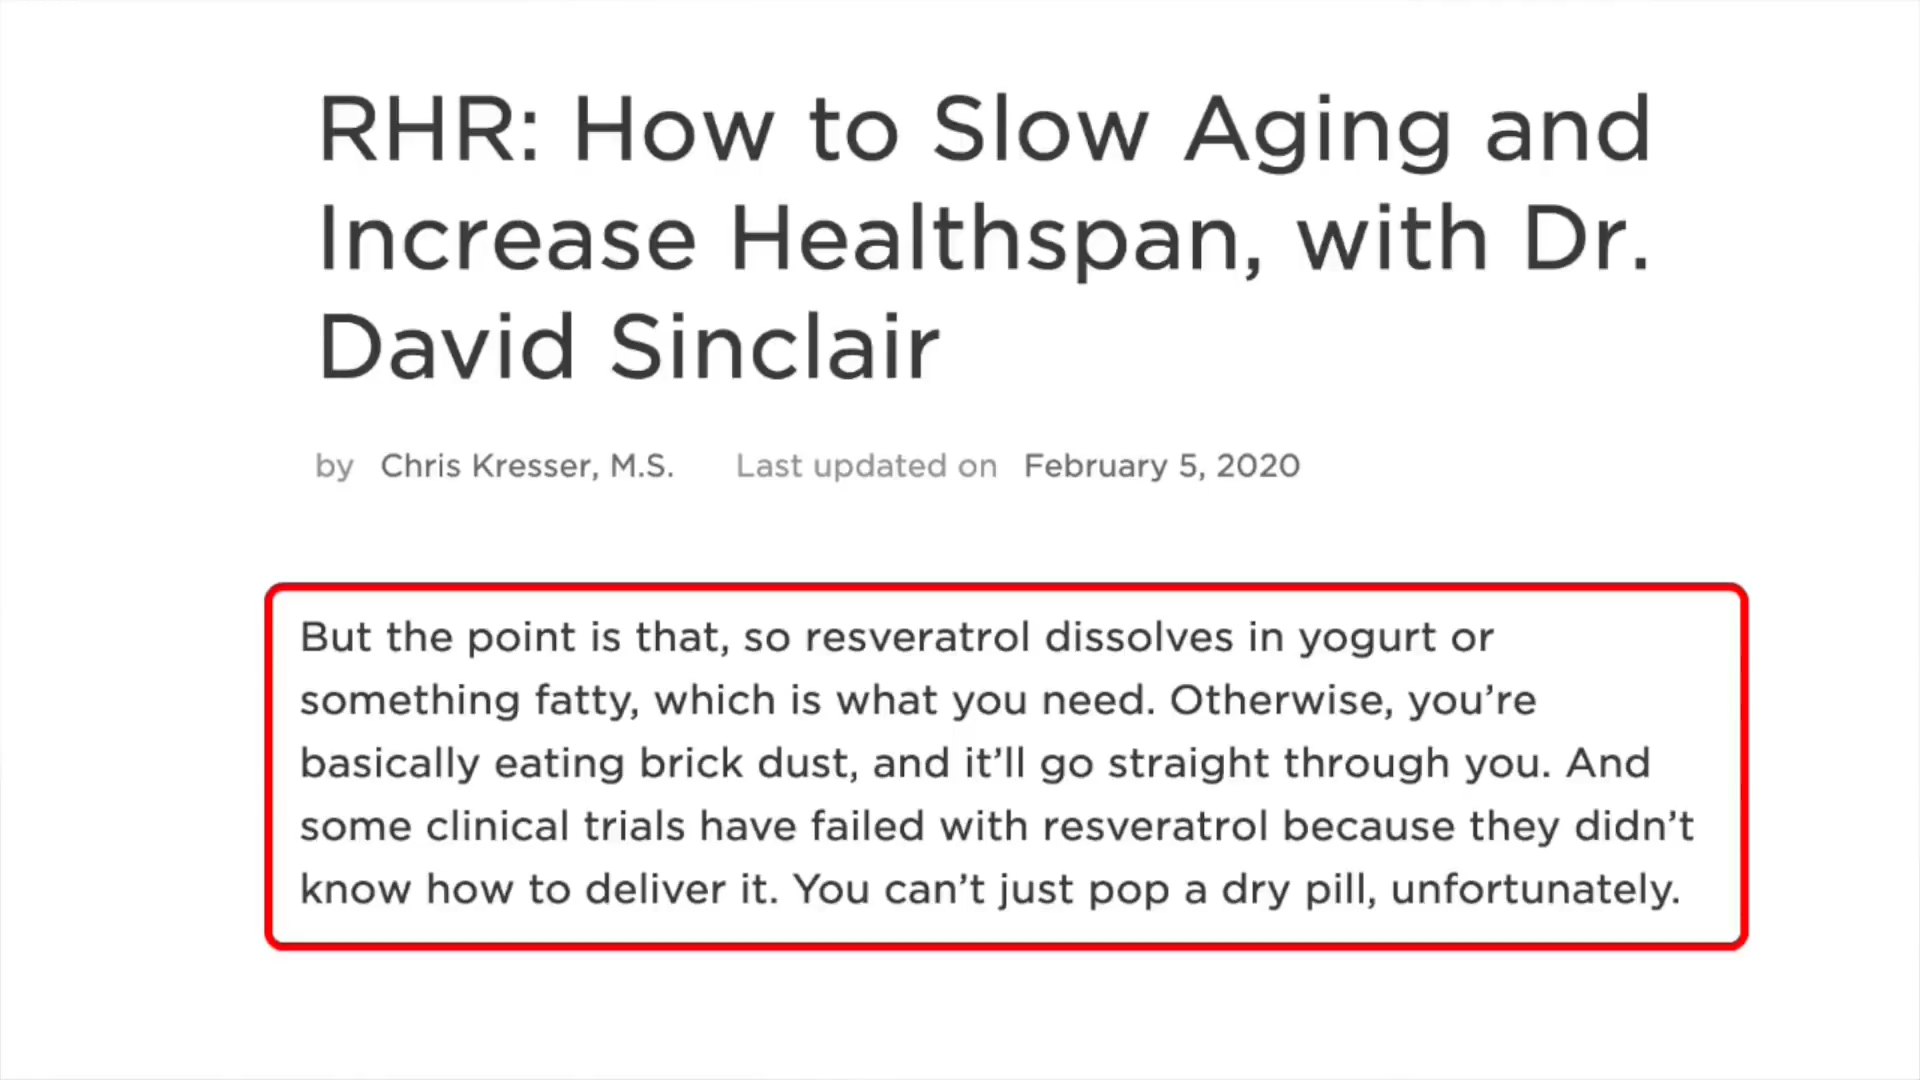 RHR: How to Slow Aging and
Increase Healthspan, with Dr.
David Sinclair
by Chris Kresser, M.S. Last updated on February 5, 2020
But the point is that, so resveratrol dissolves in yogurt or
something fatty, which is what you need. Otherwise, you’re
basically eating brick dust, and it’ll go straight through you. And
some clinical trials have failed with resveratrol because they didn’t
know how to deliver it. You can’t just pop a dry pill, unfortunately.